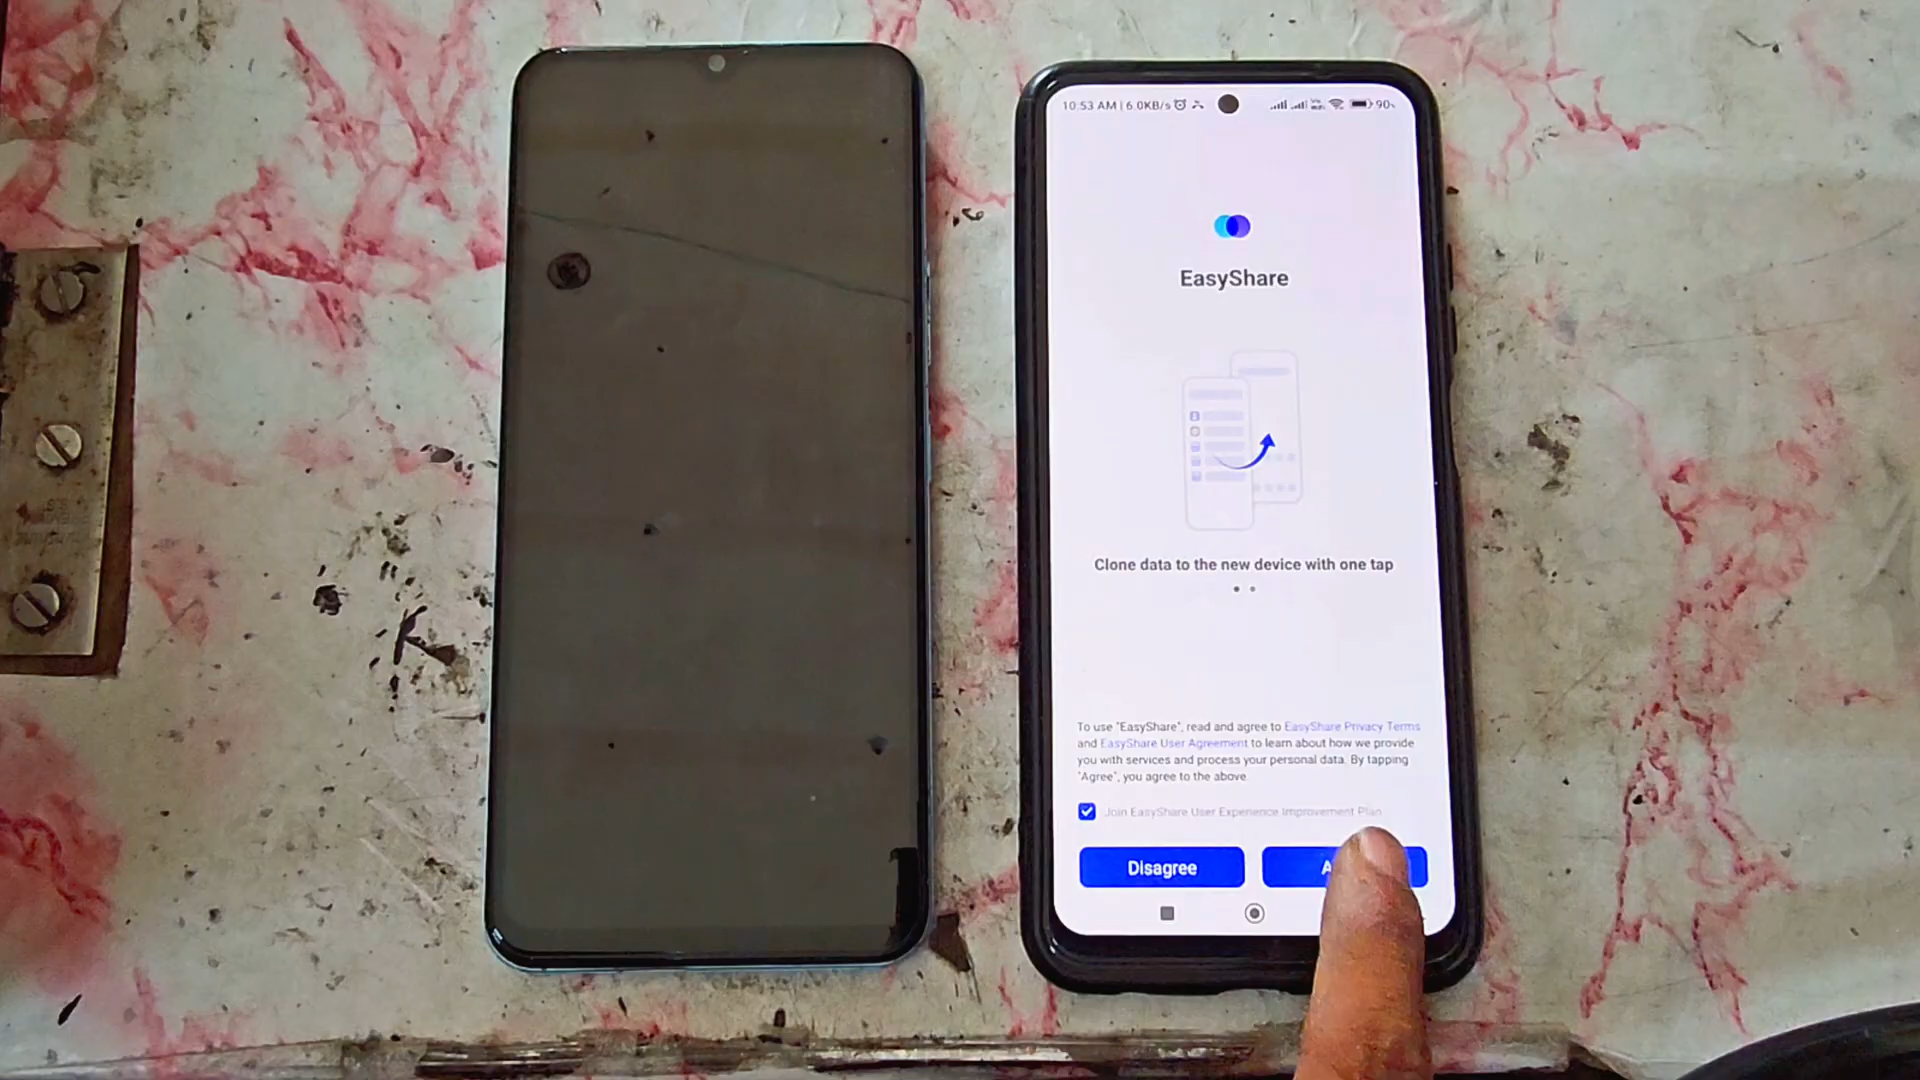 10:53 AM | 6.0KB/s
90
EasyShare
Clone data to the new device with one tap
To use "EasyShare", read and agree to EasyShare Privacy Terms
and EasyShare User Agreement to learn about how we provide
you with services and process your personal data. By tapping
"Agree", you agree to the above.
Join EasyShare User Experience Improvement Plan
Disagree